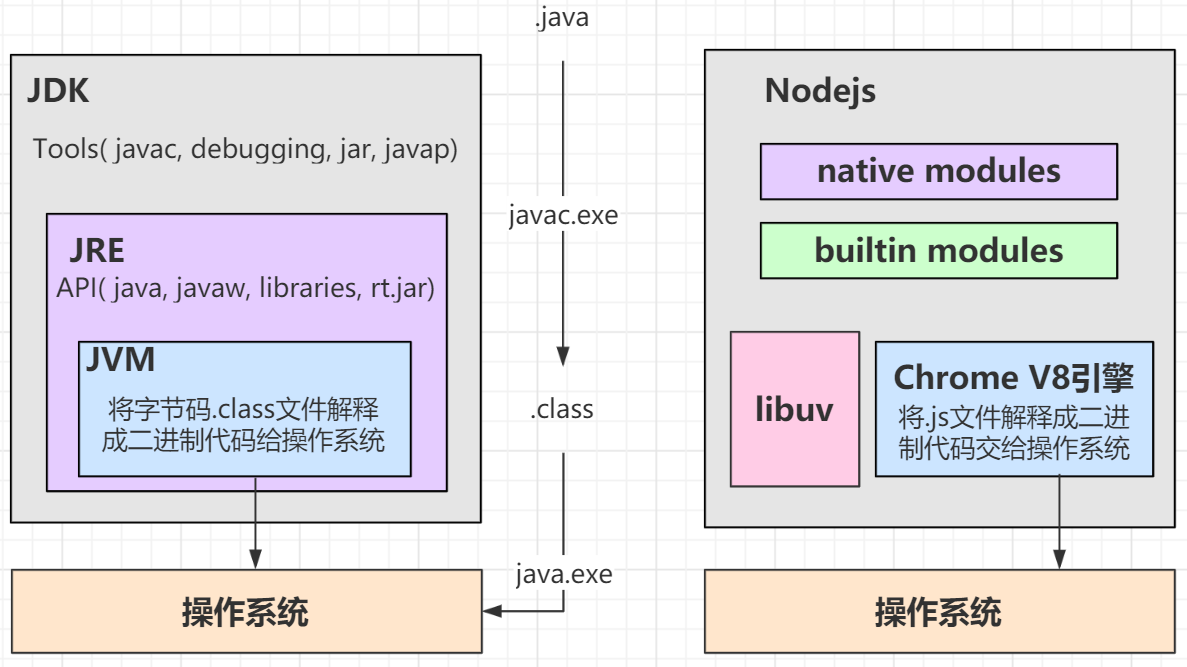 .java
JDK
Tools( javac, debugging, jar, javap)
javac.exe
JRE
API( java, javaw, libraries, rt.jar)
JVM
将字节码.class文件解释
成二进制代码给操作系统
.class
java.exe
操作系统
Nodejs
native modules
builtin modules
libuv
Chrome V8引擎
将.js文件解释成二进
制代码交给操作系统
操作系统